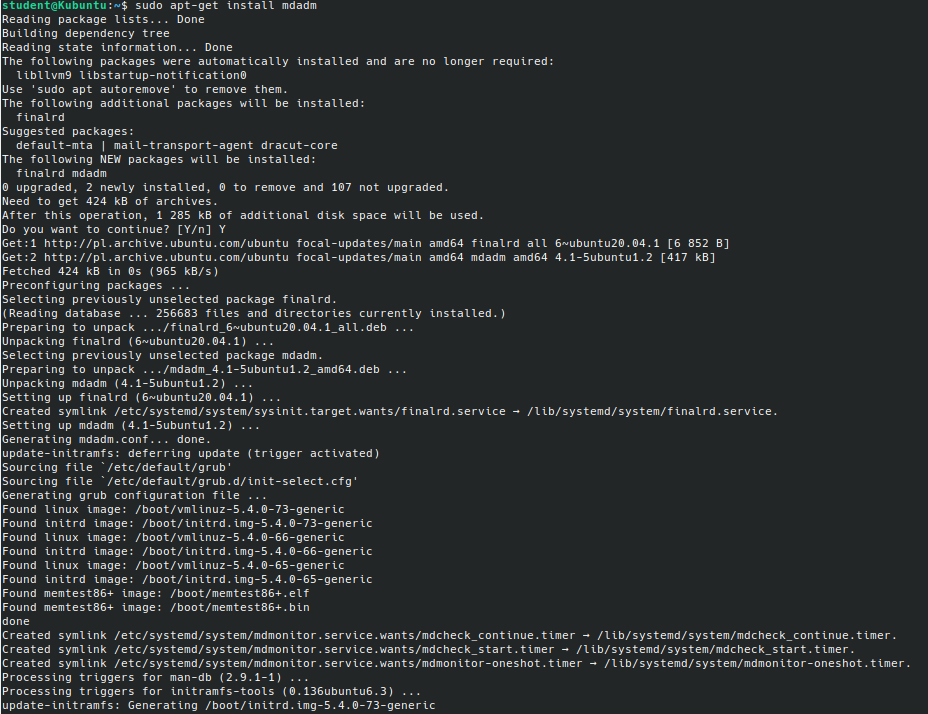 student@Kubuntu:~$ sudo apt-get install mdadm
Reading package lists... Done
Building dependency tree
Reading state information... Done
The following packages were automatically installed and are no longer required:
  libllvm9 libstartup-notification0
Use 'sudo apt autoremove' to remove them.
The following additional packages will be installed:
  finalrd
Suggested packages:
  default-mta | mail-transport-agent dracut-core
The following NEW packages will be installed:
  finalrd mdadm
0 upgraded, 2 newly installed, 0 to remove and 107 not upgraded.
Need to get 424 kB of archives.
After this operation, 1 285 kB of additional disk space will be used.
Do you want to continue? [Y/n] Y
Get:1 http://pl.archive.ubuntu.com/ubuntu focal-updates/main amd64 finalrd all 6~ubuntu20.04.1 [6 852 B]
Get:2 http://pl.archive.ubuntu.com/ubuntu focal-updates/main amd64 mdadm amd64 4.1-5ubuntu1.2 [417 kB]
Fetched 424 kB in 0s (965 kB/s)
Preconfiguring packages ...
Selecting previously unselected package finalrd.
(Reading database ... 256683 files and directories currently installed.)
Preparing to unpack .../finalrd_6~ubuntu20.04.1_all.deb ...
Unpacking finalrd (6~ubuntu20.04.1) ...
Selecting previously unselected package mdadm.
Preparing to unpack .../mdadm_4.1-5ubuntu1.2_amd64.deb ...
Unpacking mdadm (4.1-5ubuntu1.2) ...
Setting up finalrd (6~ubuntu20.04.1) ...
Created symlink /etc/systemd/system/sysinit.target.wants/finalrd.service → /lib/systemd/system/finalrd.service.
Setting up mdadm (4.1-5ubuntu1.2) ...
Generating mdadm.conf... done.
update-initramfs: deferring update (trigger activated)
Sourcing file `/etc/default/grub'
Sourcing file `/etc/default/grub.d/init-select.cfg'
Generating grub configuration file ...
Found linux image: /boot/vmlinuz-5.4.0-73-generic
Found initrd image: /boot/initrd.img-5.4.0-73-generic
Found linux image: /boot/vmlinuz-5.4.0-66-generic
Found initrd image: /boot/initrd.img-5.4.0-66-generic
Found linux image: /boot/vmlinuz-5.4.0-65-generic
Found initrd image: /boot/initrd.img-5.4.0-65-generic
Found memtest86+ image: /boot/memtest86+.elf
Found memtest86+ image: /boot/memtest86+.bin
done
Created symlink /etc/systemd/system/mdmonitor.service.wants/mdcheck_continue.timer → /lib/systemd/system/mdcheck_continue.timer.
Created symlink /etc/systemd/system/mdmonitor.service.wants/mdcheck_start.timer → /lib/systemd/system/mdcheck_start.timer.
Created symlink /etc/systemd/system/mdmonitor.service.wants/mdmonitor-oneshot.timer → /lib/systemd/system/mdmonitor-oneshot.timer.
Processing triggers for man-db (2.9.1-1) ...
Processing triggers for initramfs-tools (0.136ubuntu6.3) ...
update-initramfs: Generating /boot/initrd.img-5.4.0-73-generic